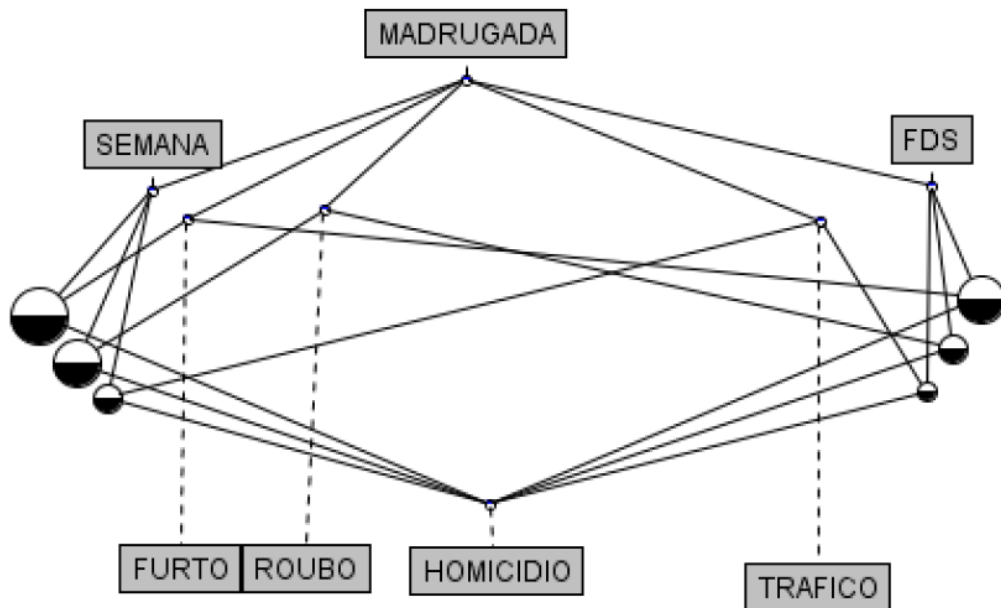 MADRUGADA
SEMANA
FDS
FURTO
ROUBO
HOMICIDIO
TRAFICO